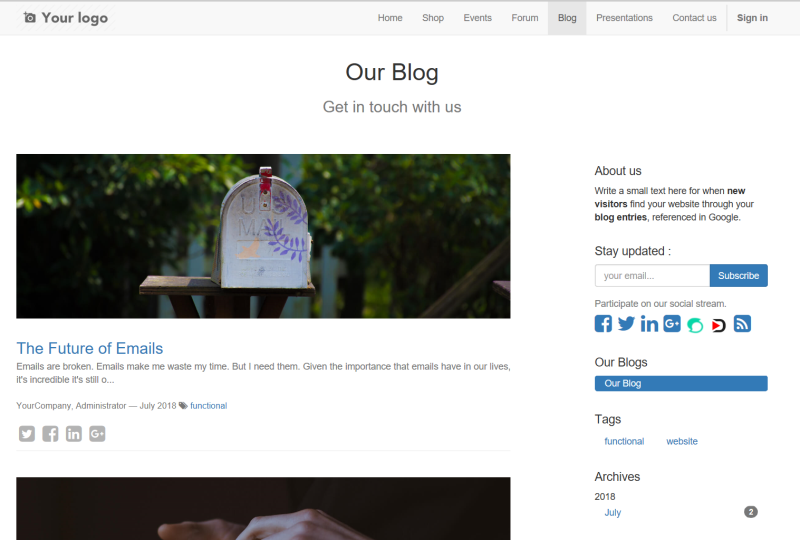 Your logo
Home Shop Events Forum Blog Presentations Contact us Sign in
Our Blog
Get in touch with us
The Future of Emails
Emails are broken. Emails make me waste my time. But I need them. Given the importance that emails have in our lives,
it's incredible it's still o...
YourCompany, Administrator — July 2018 functional
About us
Write a small text here for when new
visitors find your website through your
blog entries, referenced in Google.
Stay updated :
your email... Subscribe
Participate on our social stream.
Our Blogs
Our Blog
Tags
functional website
Archives
2018
July 2